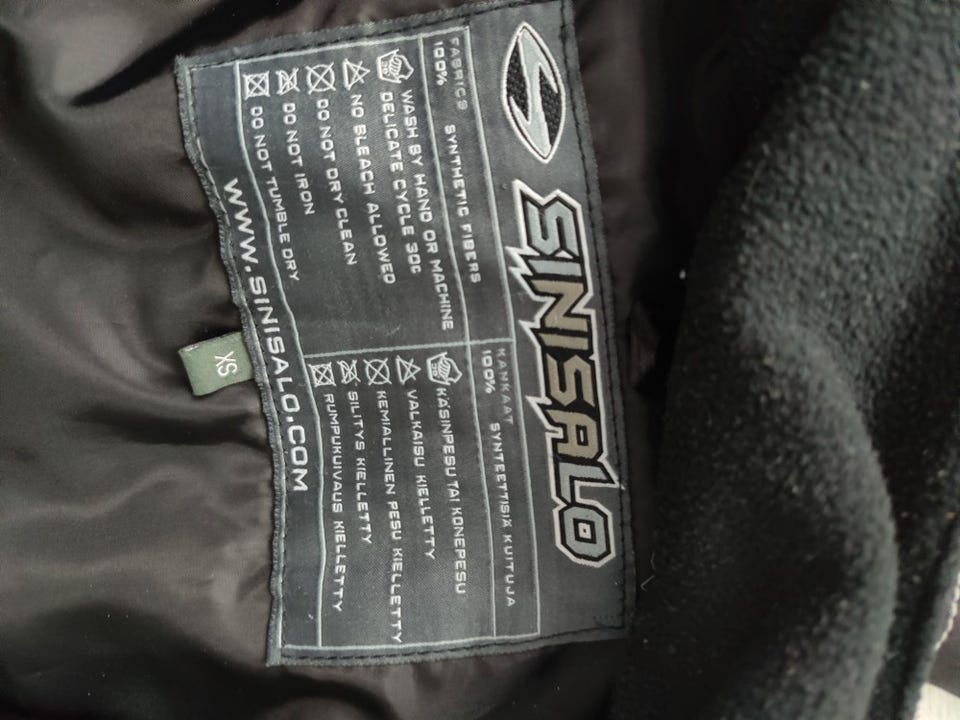 SINISALO
FABRICS
100% SYNTHETIC FIBERS
WASH BY HAND OR MACHINE
DELICATE CYCLE 30C
NO BLEACH ALLOWED
DO NOT DRY CLEAN
DO NOT IRON
DO NOT TUMBLE DRY
KANKAAT
100% SYNTEETTISIÄ KUITUJA
KÄSINPESU TAI KONEPESU
VALKAISU KIELLETTY
KEMIALLINEN PESU KIELLETTY
SILITYS KIELLETTY
RUMPUKUIVAUS KIELLETTY
WWW.SINISALO.COM
XS